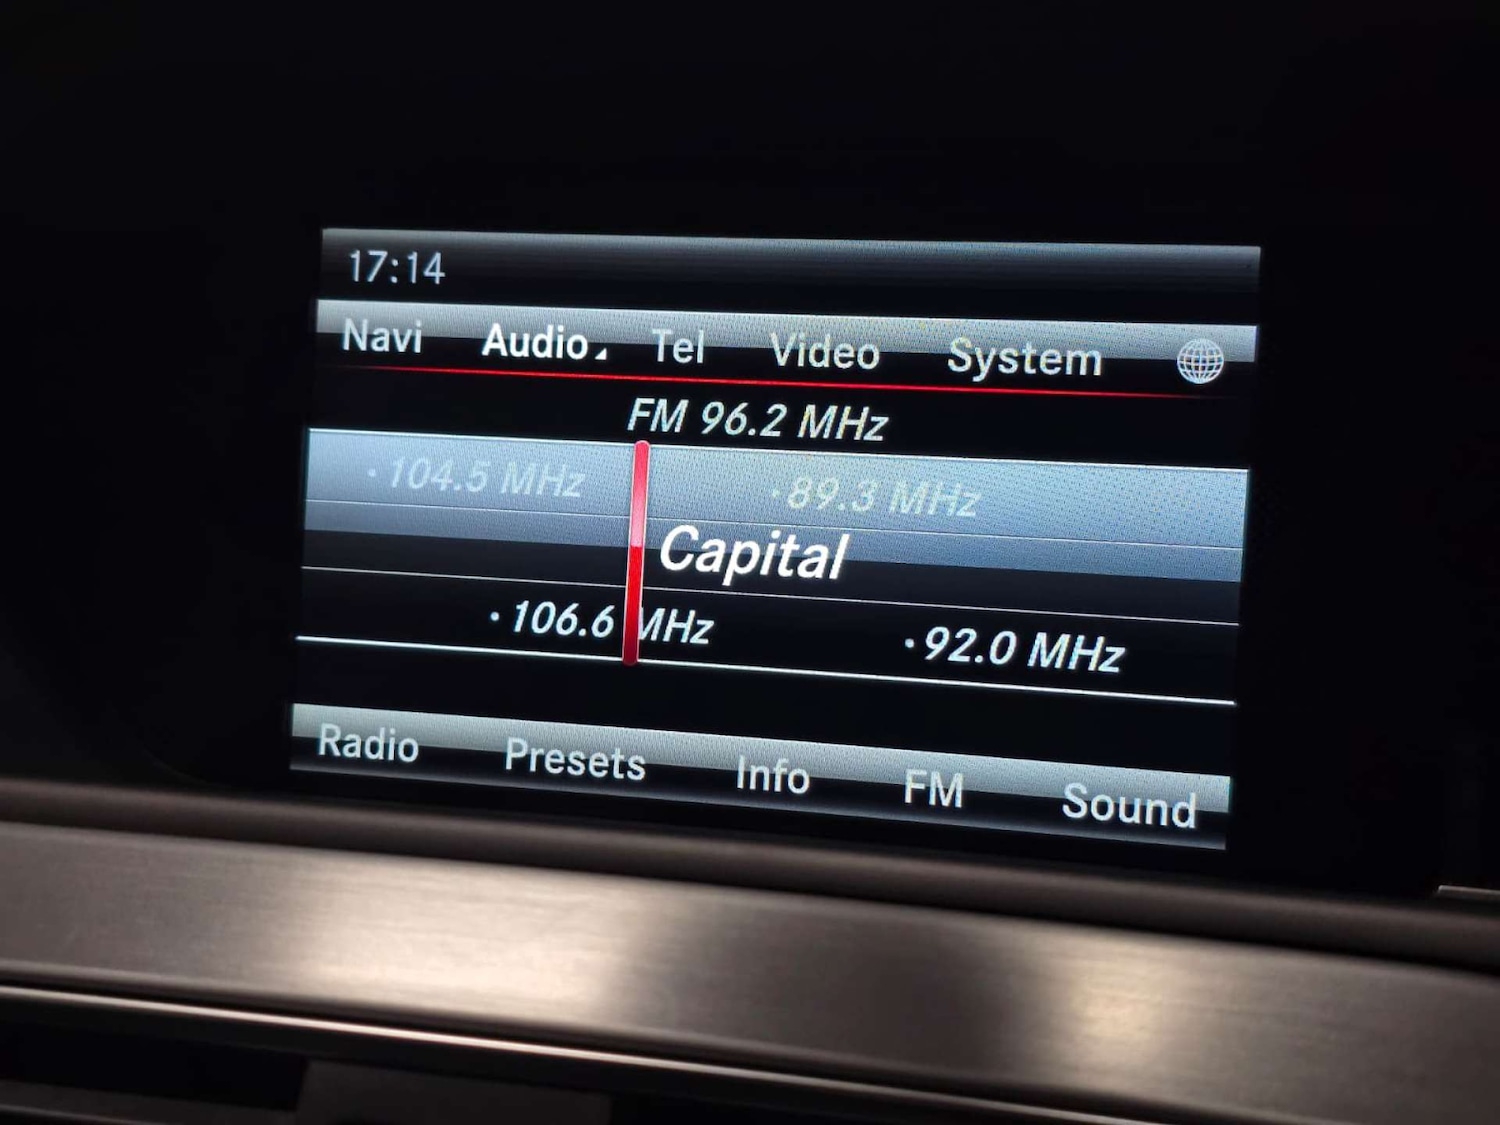 17:14
Navi Audio Tel Video System
FM 96.2 MHz
· 104.5 MHz · 89.3 MHz
Capital
· 106.6 MHz · 92.0 MHz
Radio Presets Info FM Sound